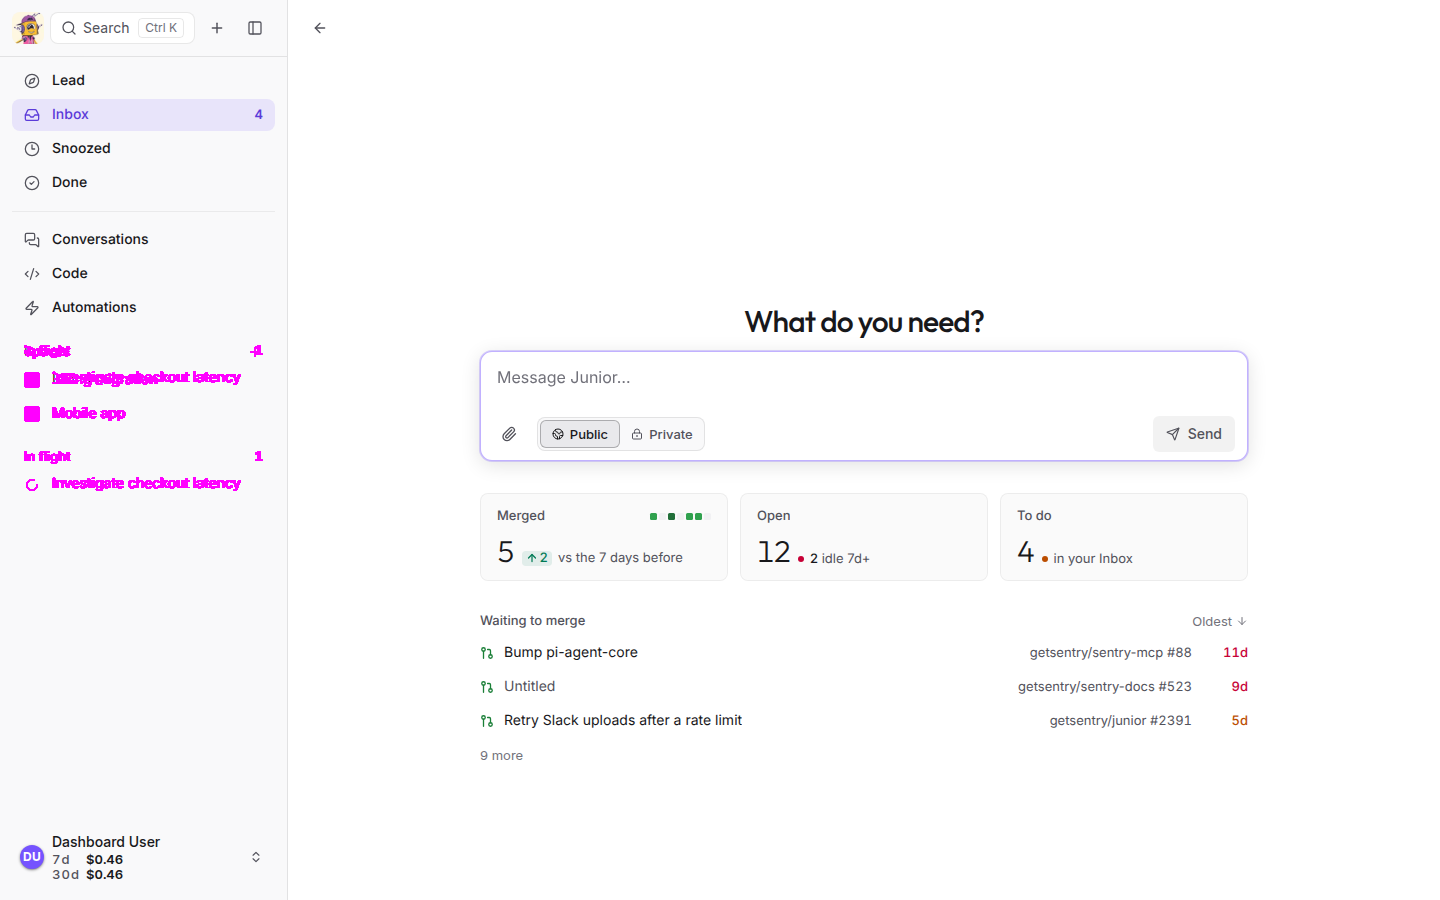 Search Ctrl K
Lead
Inbox 4
Snoozed
Done
Conversations
Code
Automations
Mobile app
In flight 1
Investigate checkout latency
Dashboard User
DU
7d $0.46
30d $0.46
What do you need?
Message Junior...
Public Private Send
Merged
5 2 vs the 7 days before
Open
12 2 idle 7d+
To do
4 in your Inbox
Waiting to merge Oldest
Bump pi-agent-core getsentry/sentry-mcp #88 11d
Untitled getsentry/sentry-docs #523 9d
Retry Slack uploads after a rate limit getsentry/junior #2391 5d
9 more